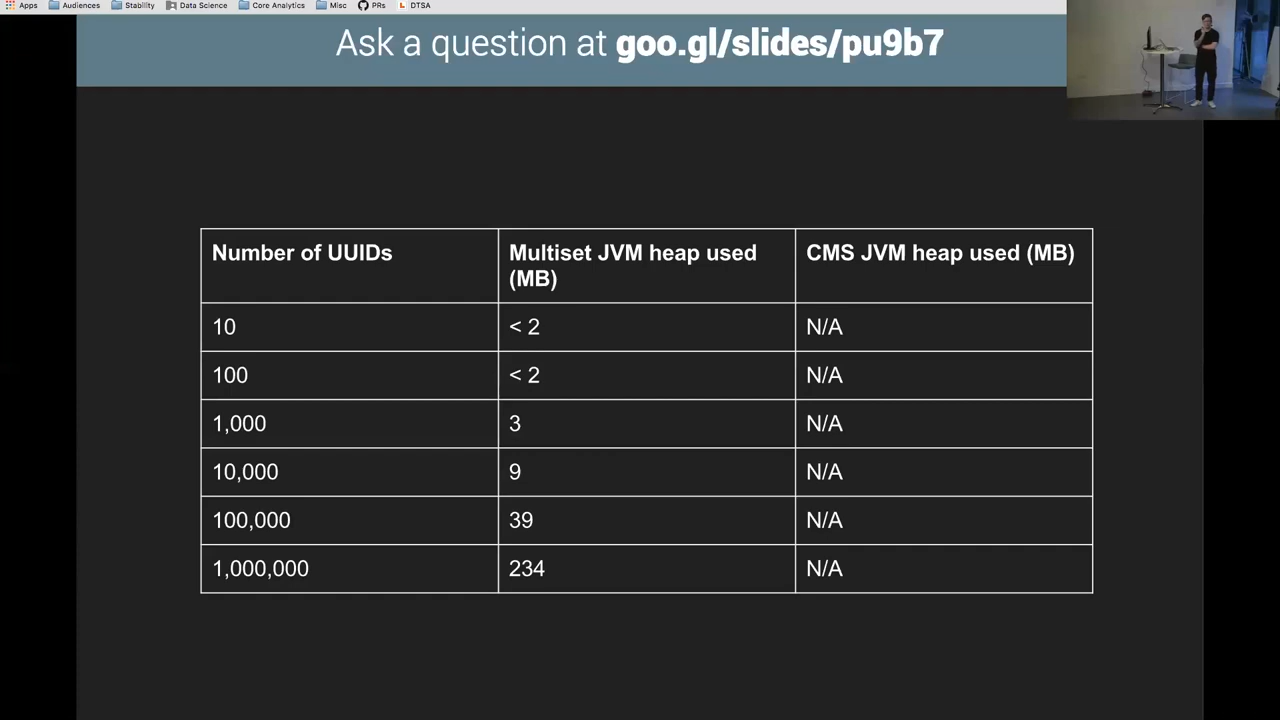 Apps Audiences Stability Data Science Core Analytics Misc PRs DTSA
Ask a question at goo.gl/slides/pu9b7
Number of UUIDs Multiset JVM heap used (MB) CMS JVM heap used (MB)
10 < 2 N/A
100 < 2 N/A
1,000 3 N/A
10,000 9 N/A
100,000 39 N/A
1,000,000 234 N/A